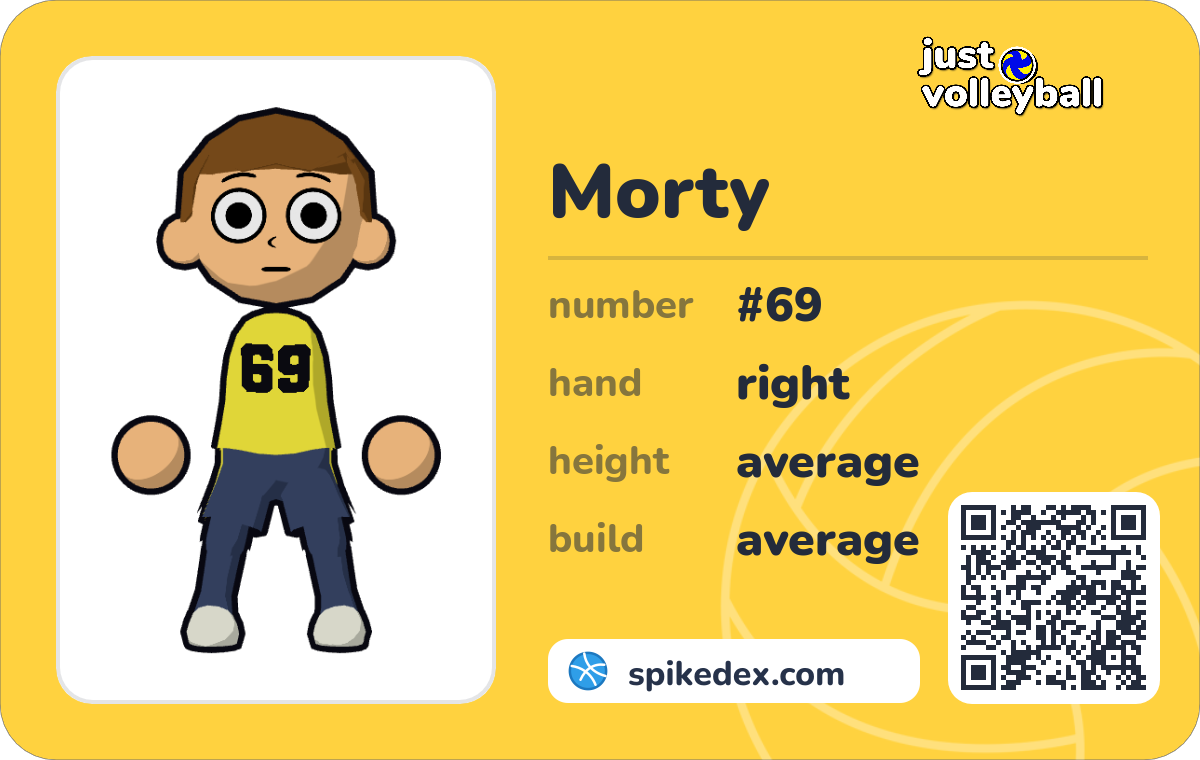 just
volleyball
Morty
number #69
hand right
height average
build average
69
spikedex.com